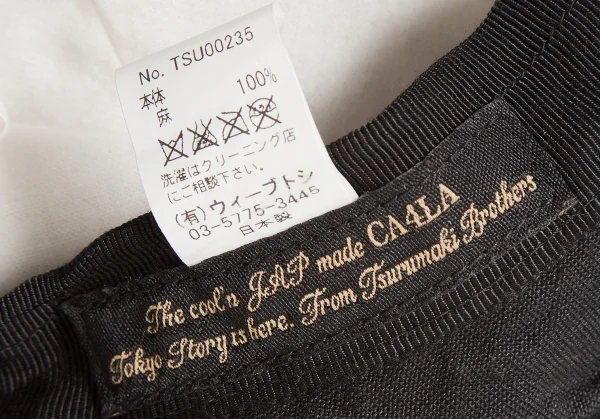 No. TSU00235
本体
麻 100%
洗濯はクリーニング店
にご相談下さい。
(有)ウィーブトシ
03-5775-3445
日本製
The cool'n JAP made CA4LA
Tokyo Story is here. From Tsurumaki Brothers